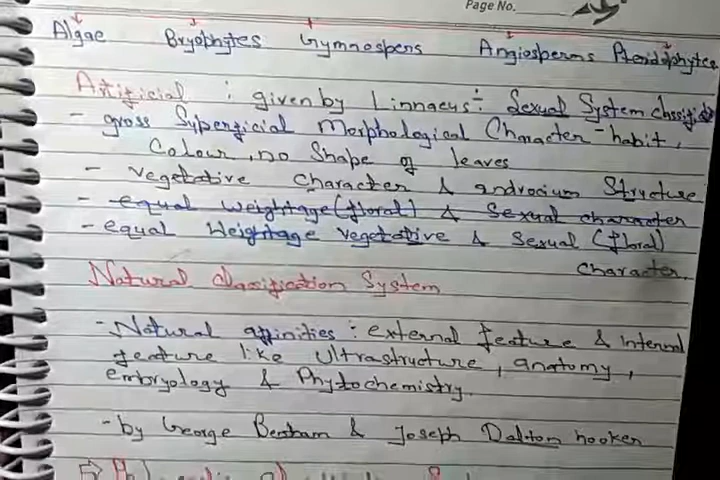 Page No.
Algae Bryophytes Gymnospers Angiosperms Pteridophytes
Artificial : given by Linnaeus :- Sexual System classifi
- gross Superficial Morphological Character - habit,
Colour, no Shape of leaves
- vegetative character & androcium Structure
- equal weightage (floral) & Sexual character
- equal Weightage vegetative & Sexual (floral)
character.
Natural classification System
- Natural affinities : external feature & Internal
feature like Ultrastructure, anatomy,
embryology & Phytochemistry.
- by George Bentham & Joseph Dalton hooker